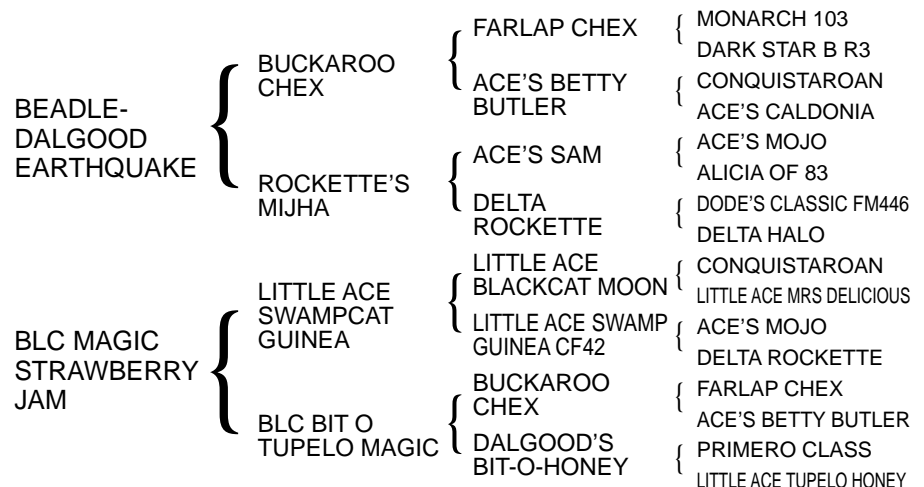 BEADLE-
DALGOOD
EARTHQUAKE
BUCKAROO
CHEX
FARLAP CHEX
MONARCH 103
DARK STAR B R3
ACE'S BETTY
BUTLER
CONQUISTAROAN
ACE'S CALDONIA
ROCKETTE'S
MIJHA
ACE'S SAM
ACE'S MOJO
ALICIA OF 83
DELTA
ROCKETTE
DODE'S CLASSIC FM446
DELTA HALO
BLC MAGIC
STRAWBERRY
JAM
LITTLE ACE
SWAMPCAT
GUINEA
LITTLE ACE
BLACKCAT MOON
CONQUISTAROAN
LITTLE ACE MRS DELICIOUS
LITTLE ACE SWAMP
GUINEA CF42
ACE'S MOJO
DELTA ROCKETTE
BLC BIT O
TUPELO MAGIC
BUCKAROO
CHEX
FARLAP CHEX
ACE'S BETTY BUTLER
DALGOOD'S
BIT-O-HONEY
PRIMERO CLASS
LITTLE ACE TUPELO HONEY